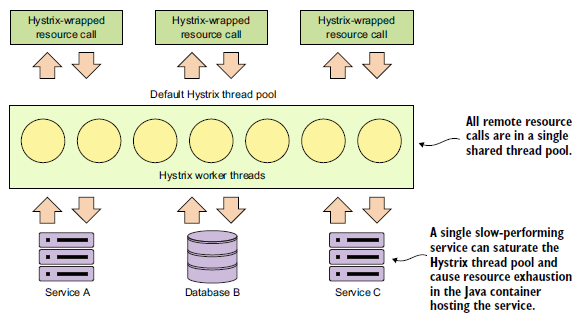 Hystrix-wrapped
resource call
Hystrix-wrapped
resource call
Hystrix-wrapped
resource call
Default Hystrix thread pool
All remote resource
calls are in a single
shared thread pool.
Hystrix worker threads
A single slow-performing
service can saturate the
Hystrix thread pool and
cause resource exhaustion
in the Java container
hosting the service.
Service A
Database B
Service C